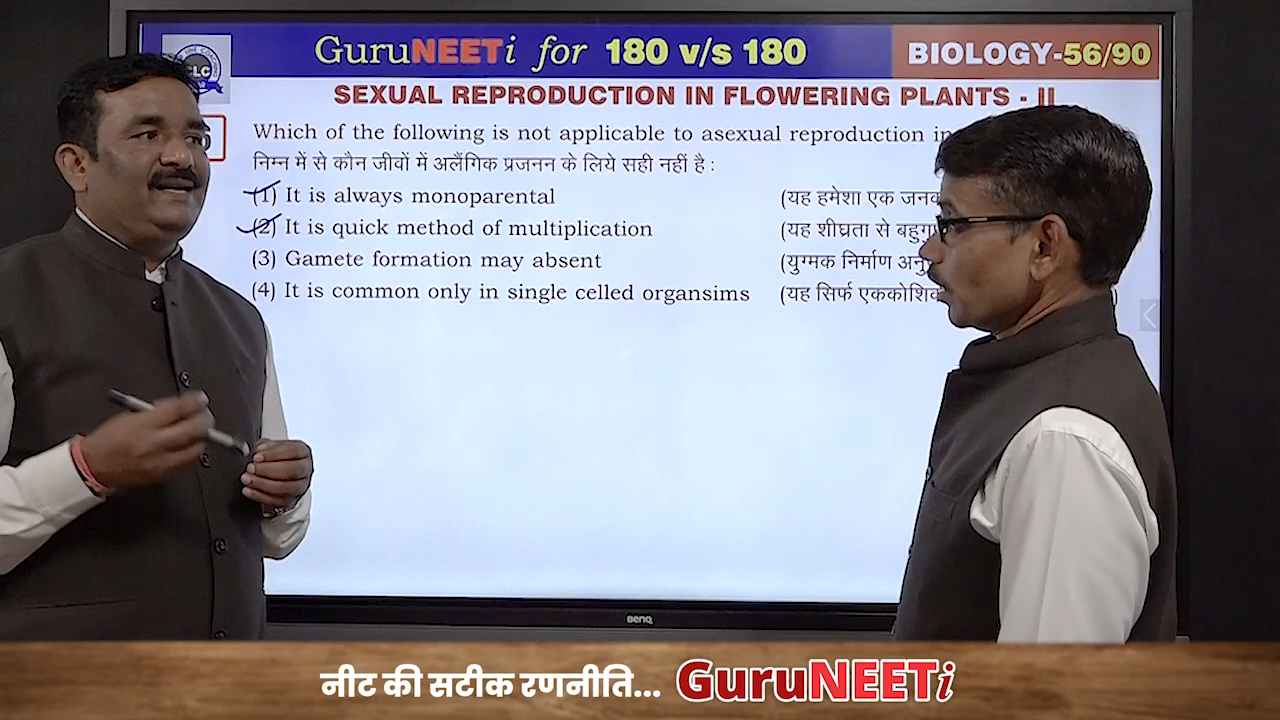 GuruNEETi for 180 v/s 180
BIOLOGY-56/90
CLC
SEXUAL REPRODUCTION IN FLOWERING PLANTS - II
Which of the following is not applicable to asexual reproduction in
निम्न में से कौन जीवों में अलैंगिक प्रजनन के लिये सही नहीं है :
(1) It is always monoparental (यह हमेशा एक
(2) It is quick method of multiplication (यह शीघ्रता से
(3) Gamete formation may absent (युग्मक निर्माण
(4) It is common only in single celled organsims (यह सिर्फ
BenQ
नीट की सटीक रणनीति... GuruNEETi